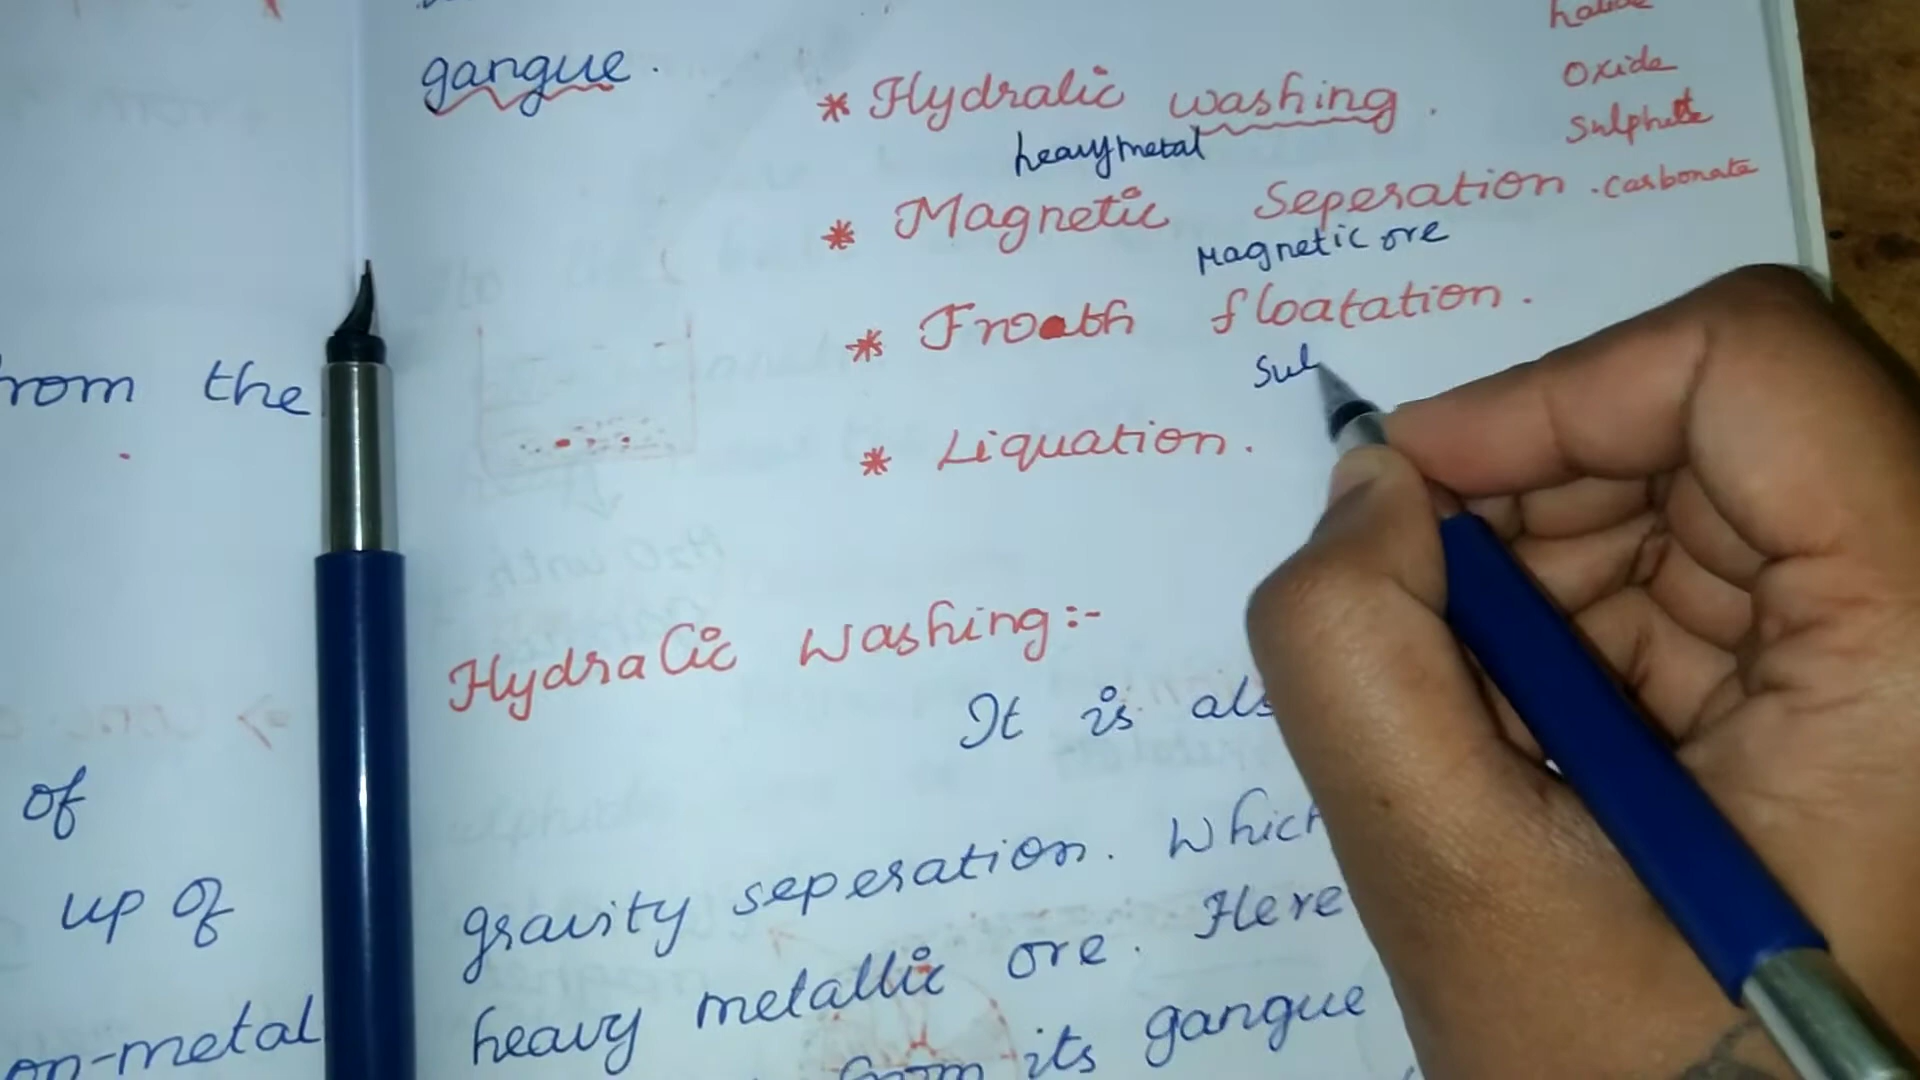 gangue.
* Hydralic washing.
heavy metal
Oxide
* Magnetic Seperation.
carbonate
Magnetic ore
* Froath floatation.
Sul
* Liquation.
Hydralic Washing:-
It is als
gravity seperation. Which
heavy metallic ore. Here
from its gangue
rom the
of
up of
on-metal